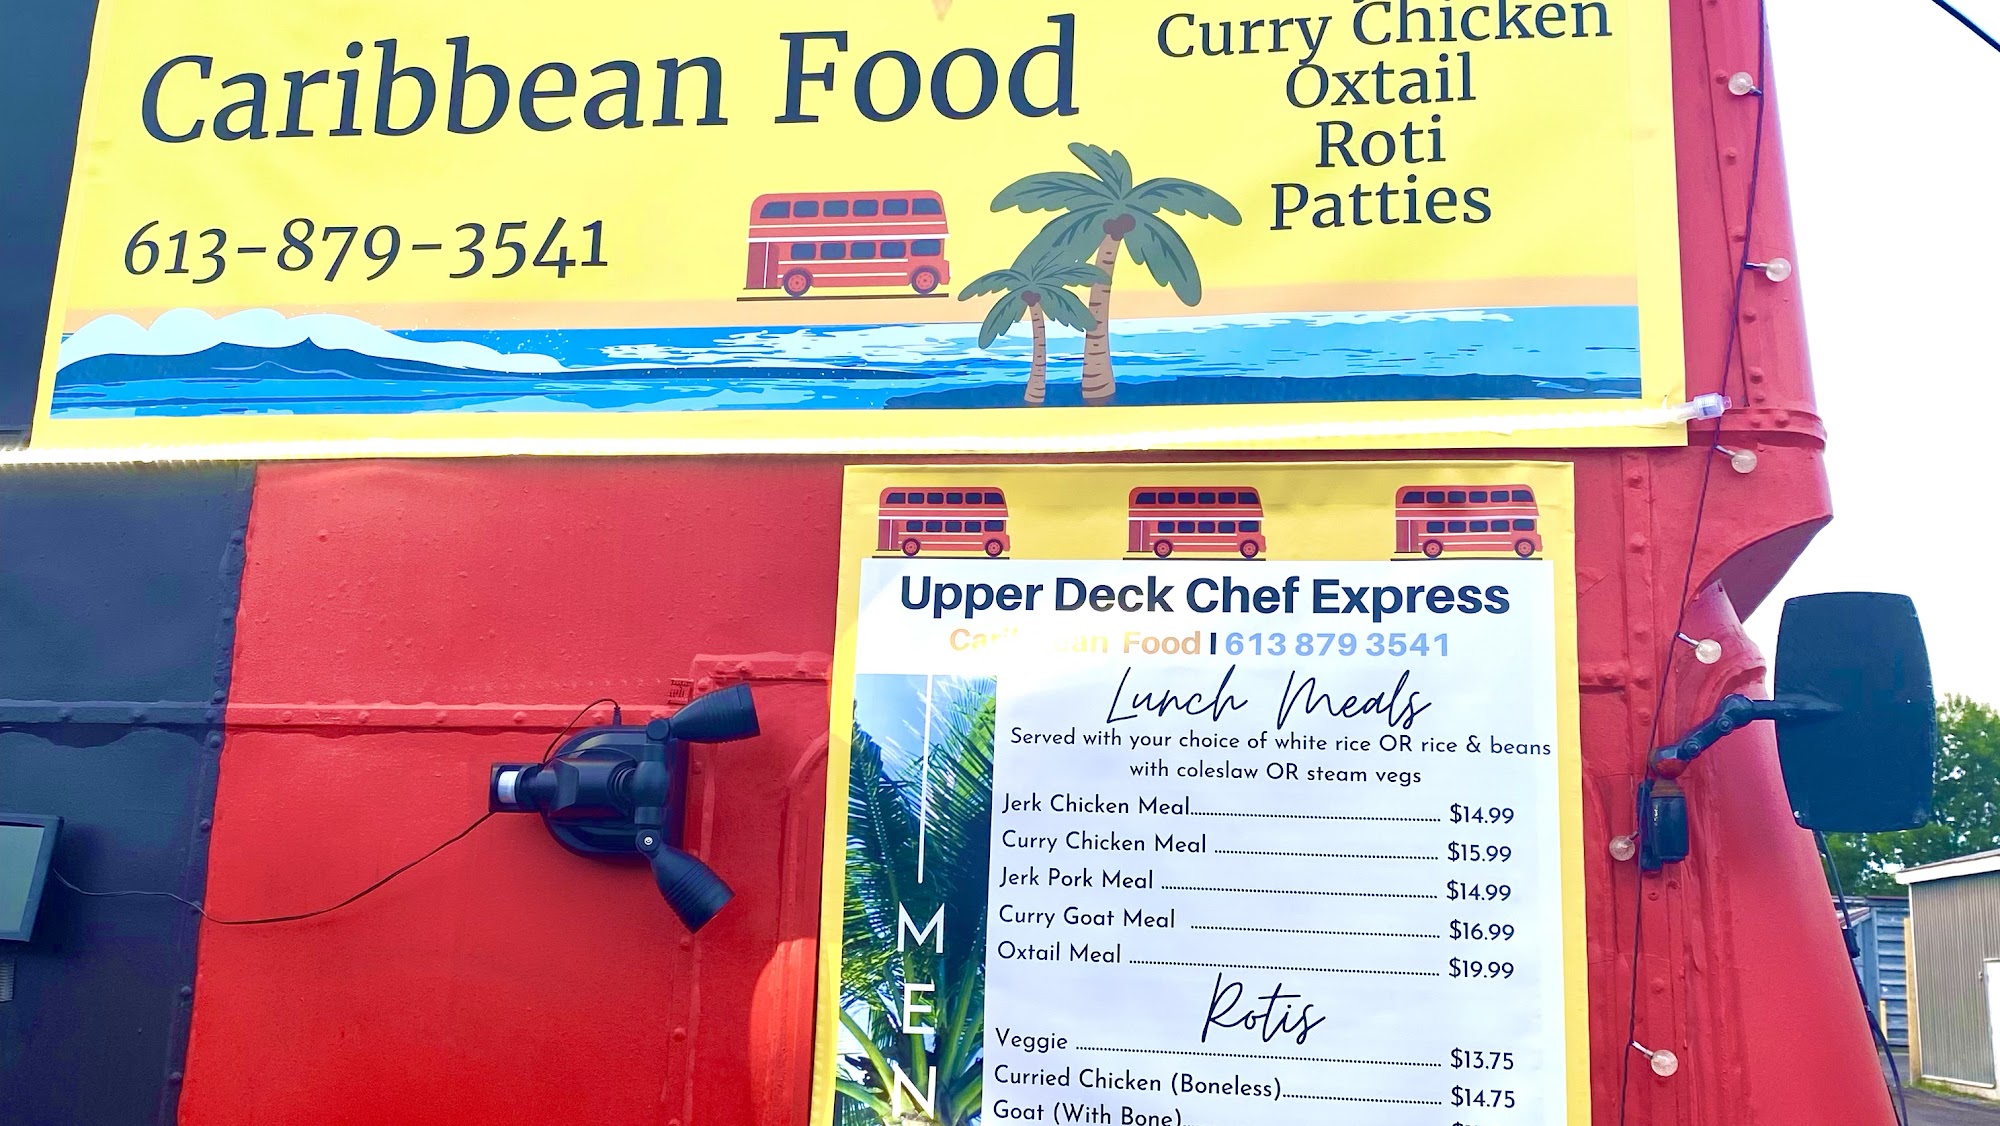 Caribbean Food
613-879-3541
Curry Chicken
Oxtail
Roti
Patties
Upper Deck Chef Express
Caribbean Food | 613 879 3541
MEN
Lunch Meals
Served with your choice of white rice OR rice & beans
with coleslaw OR steam vegs
Jerk Chicken Meal.................... $14.99
Curry Chicken Meal .................... $15.99
Jerk Pork Meal .................... $14.99
Curry Goat Meal .................... $16.99
Oxtail Meal .................... $19.99
Rotis
Veggie .................... $13.75
Curried Chicken (Boneless).................... $14.75
Goat (With Bone)....................